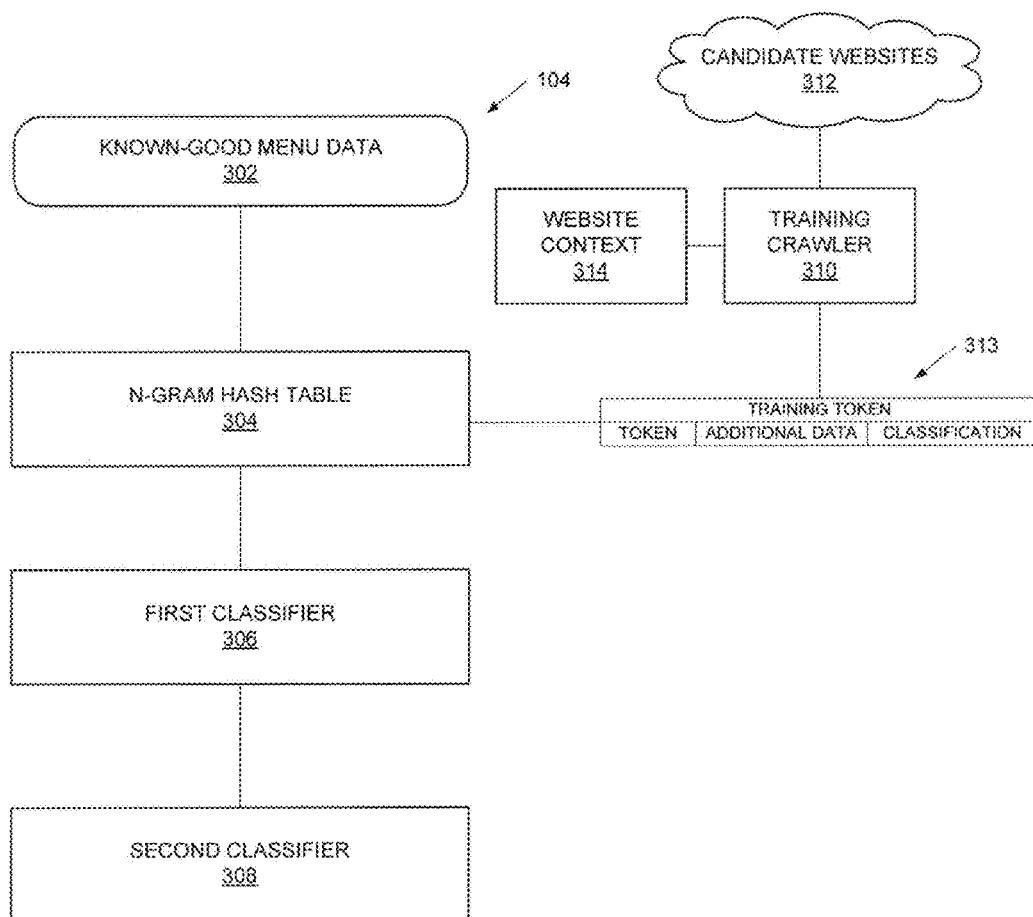 CANDIDATE WEBSITES
312
104
KNOWN-GOOD MENU DATA
302
WEBSITE
CONTEXT
314
TRAINING
CRAWLER
310
313
N-GRAM HASH TABLE
304
TRAINING TOKEN
TOKEN ADDITIONAL DATA CLASSIFICATION
FIRST CLASSIFIER
306
SECOND CLASSIFIER
308